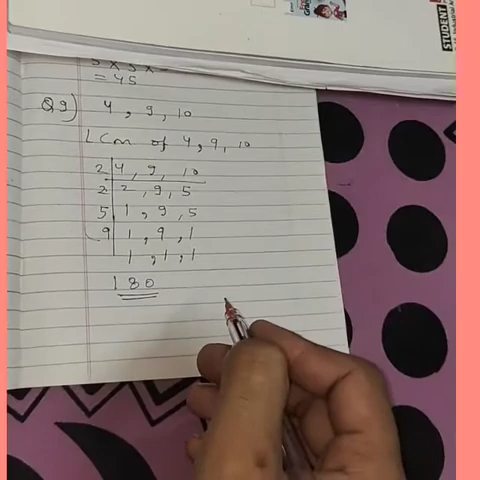 = 45
Q9) 4, 9, 10
LCM of 4, 9, 10
2 | 4, 9, 10
2 | 2, 9, 5
5 | 1, 9, 5
9 | 1, 9, 1
1, 1, 1
180
STUDENT